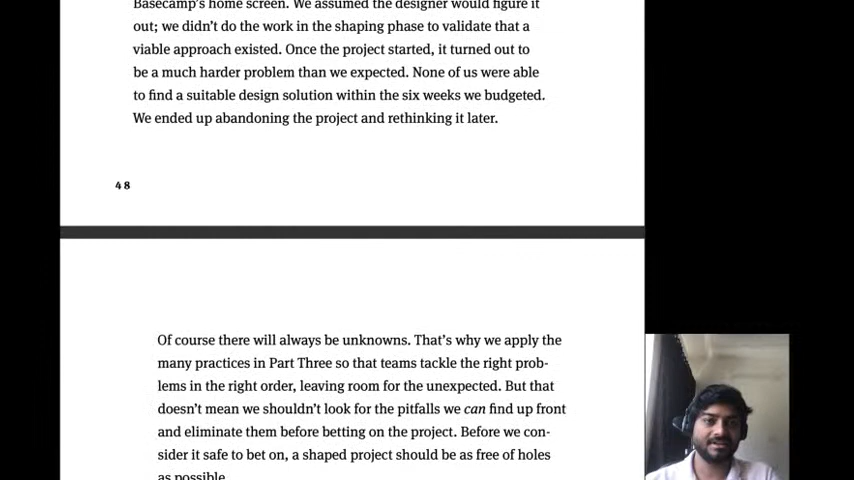 Basecamp's home screen. We assumed the designer would figure it
out; we didn't do the work in the shaping phase to validate that a
viable approach existed. Once the project started, it turned out to
be a much harder problem than we expected. None of us were able
to find a suitable design solution within the six weeks we budgeted.
We ended up abandoning the project and rethinking it later.
48
Of course there will always be unknowns. That's why we apply the
many practices in Part Three so that teams tackle the right prob-
lems in the right order, leaving room for the unexpected. But that
doesn't mean we shouldn't look for the pitfalls we can find up front
and eliminate them before betting on the project. Before we con-
sider it safe to bet on, a shaped project should be as free of holes
as possible.